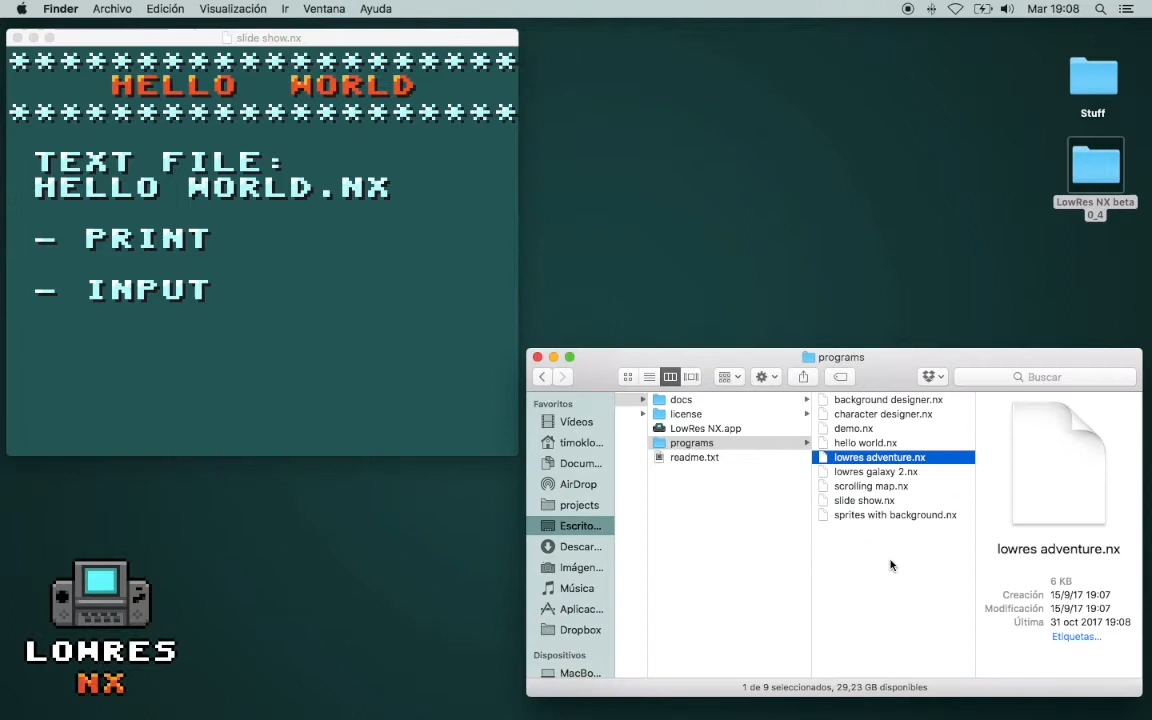 Finder Archivo Edición Visualización Ir Ventana Ayuda Mar 19:08
slide show.nx
************************
HELLO WORLD
************************
TEXT FILE:
HELLO WORLD.NX
- PRINT
- INPUT
LOWRES
NX
Stuff
LowRes NX beta
0_4
programs
Buscar
Favoritos
Vídeos
timoklo...
Docum...
AirDrop
projects
Escrito...
Descar...
Imágen...
Música
Aplicac...
Dropbox
Dispositivos
MacBo...
docs
license
LowRes NX.app
programs
readme.txt
background designer.nx
character designer.nx
demo.nx
hello world.nx
lowres adventure.nx
lowres galaxy 2.nx
scrolling map.nx
slide show.nx
sprites with background.nx
lowres adventure.nx
6 KB
Creación 15/9/17 19:07
Modificación 15/9/17 19:07
Última 31 oct 2017 19:08
Etiquetas...
1 de 9 seleccionados, 29,23 GB disponibles